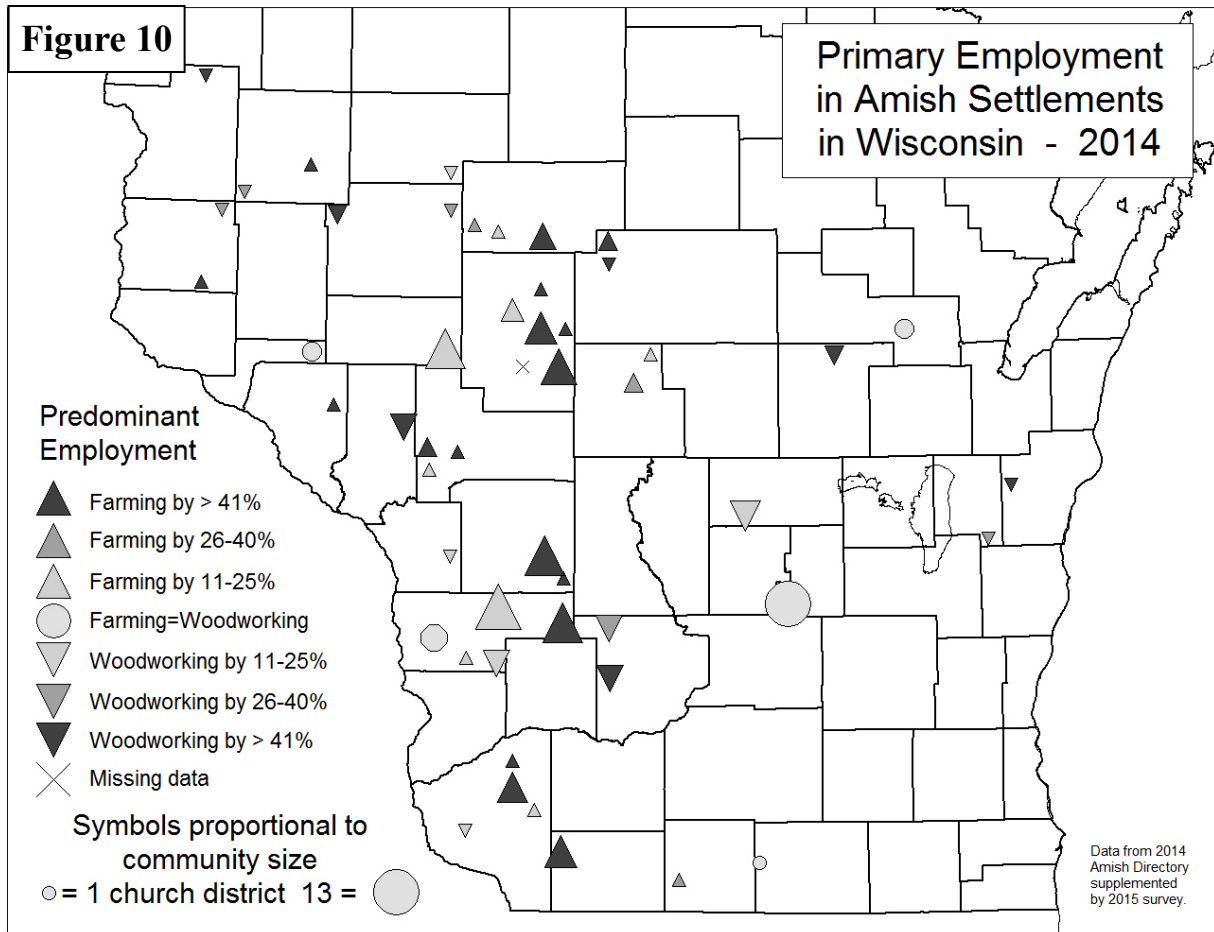 Figure 10
Primary Employment
in Amish Settlements
in Wisconsin - 2014
Predominant
Employment
Farming by > 41%
Farming by 26-40%
Farming by 11-25%
Farming=Woodworking
Woodworking by 11-25%
Woodworking by 26-40%
Woodworking by > 41%
Missing data
Symbols proportional to
community size
= 1 church district 13 =
Data from 2014
Amish Directory
supplemented
by 2015 survey.